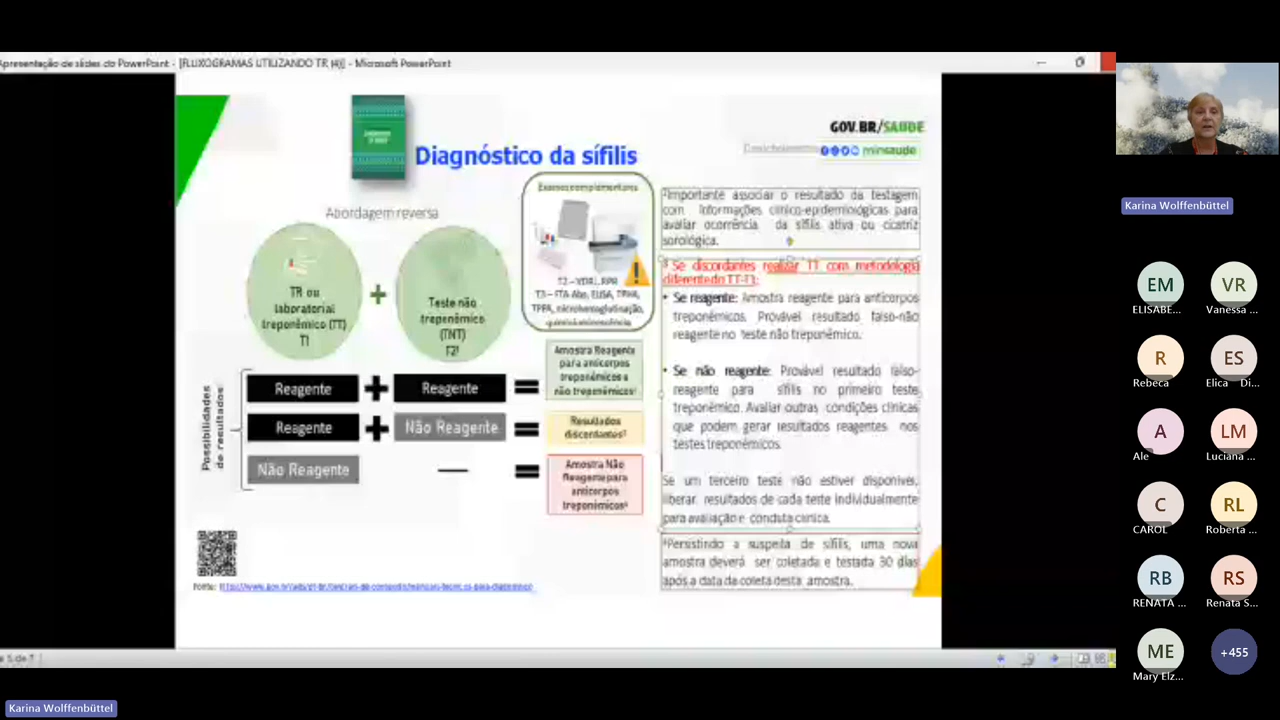 Apresentação de slides do PowerPoint - [FLUXOGRAMAS UTILIZANDO TR (4)] - Microsoft PowerPoint
GOV.BR/SAUDE
minsaude
Diagnóstico da sífilis
Abordagem reversa
TR ou
laboratorial
treponêmico (TT)
T1
+
Teste não
treponêmico
(TNT)
T2¹
Exames complementares
T2 – VDRL, RPR
T3 – FTA-Abs, ELISA, TPHA,
TPPA,
Possibilidades
de resultados
Reagente + Reagente =
Amostra Reagente
para anticorpos
treponêmicos e
não treponêmicos
Reagente + Não Reagente =
Resultados
discordantes
Não Reagente — =
Amostra Não
Reagente para
anticorpos
treponêmicos
Importante associar o resultado da testagem
com informações clínico-epidemiológicas para
avaliar ocorrência da sífilis ativa ou cicatriz
sorológica.
Se discordantes realizar TT com metodologia
diferente do TT-T1:
• Se reagente: Amostra reagente para anticorpos
treponêmicos. Provável resultado falso-não
reagente no teste não treponêmico.
• Se não reagente: Provável resultado falso-
reagente para sífilis no primeiro teste
treponêmico. Avaliar outras condições clínicas
que podem gerar resultados reagentes nos
testes treponêmicos.
Se um terceiro teste não estiver disponível,
liberar resultados de cada teste individualmente
para avaliação e conduta clínica.
Persistindo a suspeita de sífilis, uma nova
amostra deverá ser coletada e testada 30 dias
após a data da coleta desta amostra.
Fonte:
5 de 7
Karina Wolffenbüttel
EM
VR
ELISABE...
Vanessa ...
R
ES
Rebeca
Elica Di...
A
LM
Ale
Luciana ...
C
RL
CAROL
Roberta ...
RB
RS
RENATA ...
Renata S...
ME
+455
Mary Elz...
Karina Wolffenbüttel